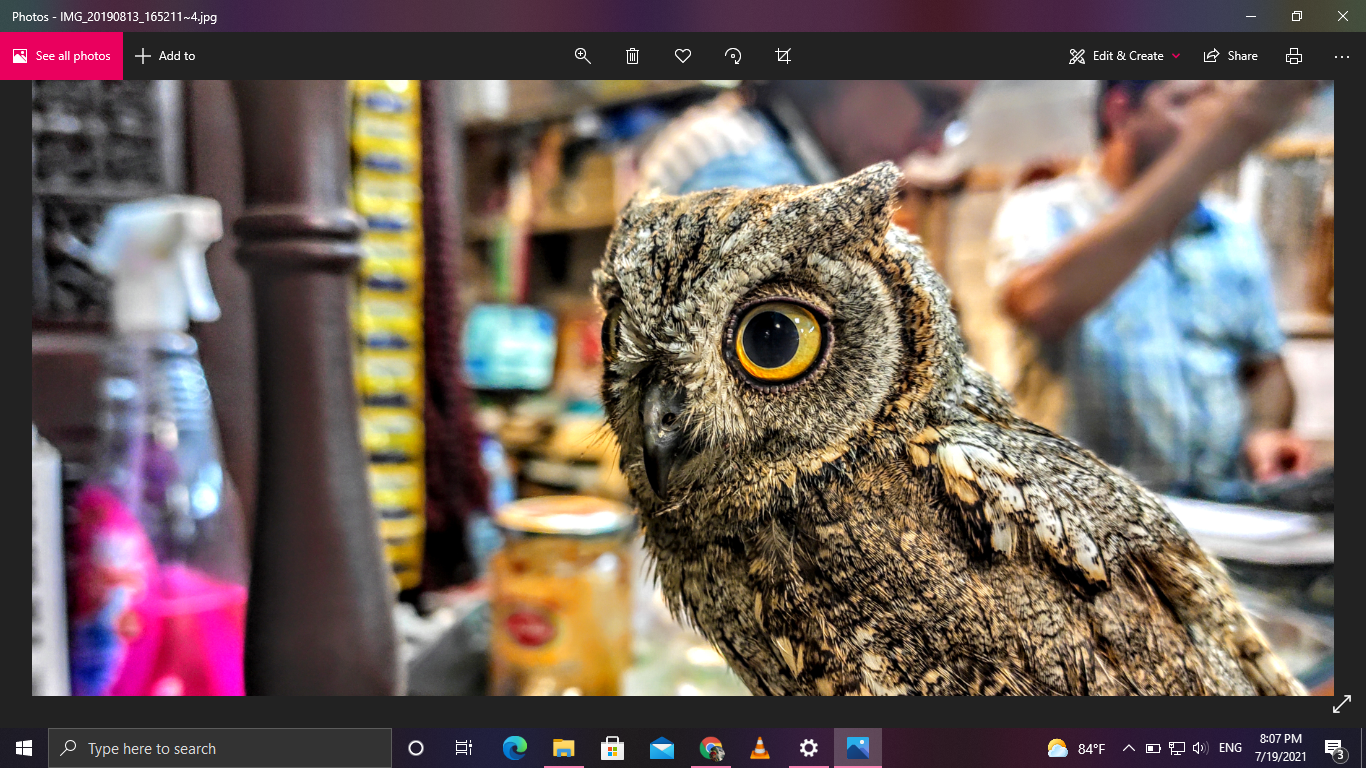 Photos - IMG_20190813_165211~4.jpg
See all photos
Add to
Edit & Create
Share
Type here to search
84°F
ENG
8:07 PM
7/19/2021
3